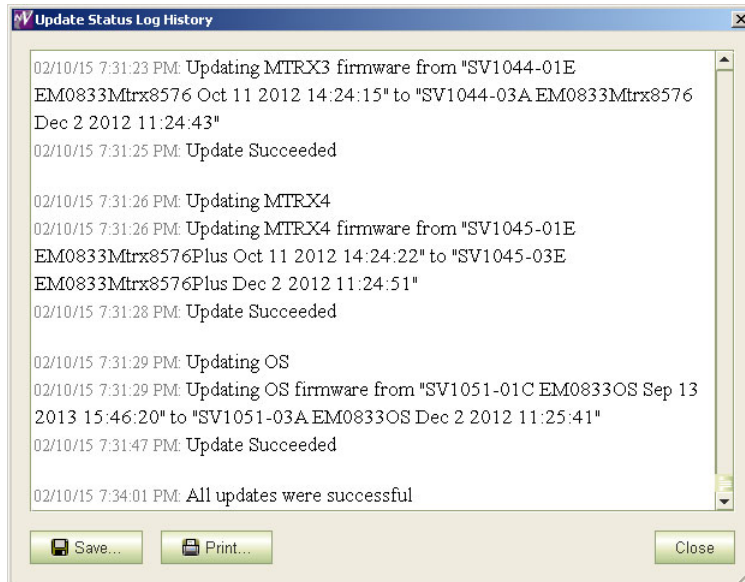 Update Status Log History
02/10/15 7:31:23 PM: Updating MTRX3 firmware from "SV1044-01E
EM0833Mtrx8576 Oct 11 2012 14:24:15" to "SV1044-03A EM0833Mtrx8576
Dec 2 2012 11:24:43"
02/10/15 7:31:25 PM: Update Succeeded
02/10/15 7:31:26 PM: Updating MTRX4
02/10/15 7:31:26 PM: Updating MTRX4 firmware from "SV1045-01E
EM0833Mtrx8576Plus Oct 11 2012 14:24:22" to "SV1045-03E
EM0833Mtrx8576Plus Dec 2 2012 11:24:51"
02/10/15 7:31:28 PM: Update Succeeded
02/10/15 7:31:29 PM: Updating OS
02/10/15 7:31:29 PM: Updating OS firmware from "SV1051-01C EM0833OS Sep 13
2013 15:46:20" to "SV1051-03A EM0833OS Dec 2 2012 11:25:41"
02/10/15 7:31:47 PM: Update Succeeded
02/10/15 7:34:01 PM: All updates were successful
Save... Print... Close